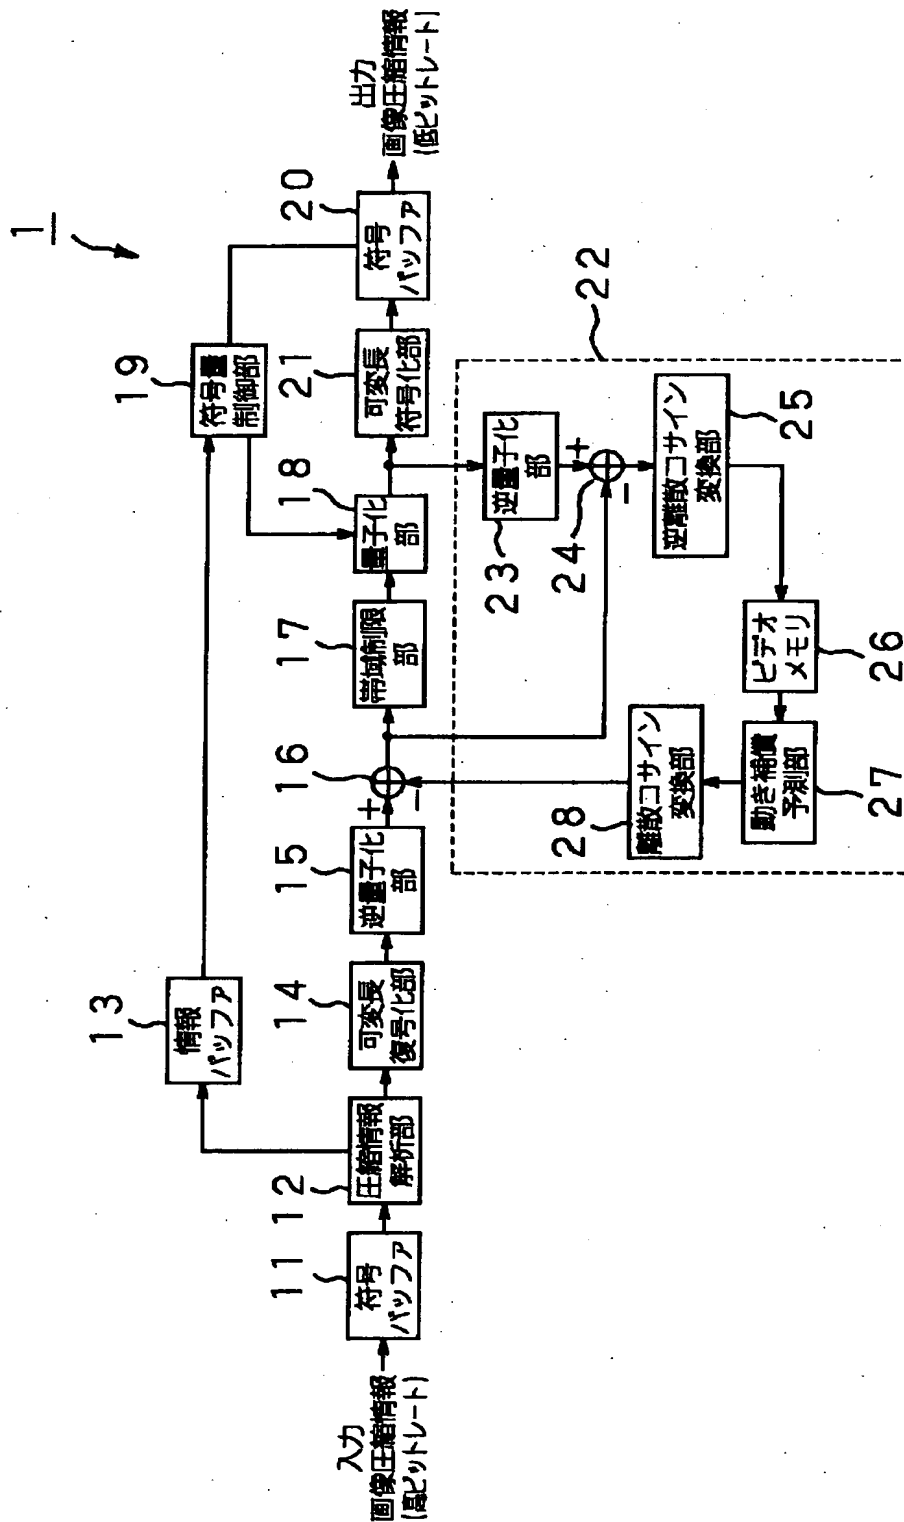 1
入力
画像圧縮情報
(高ビットレート)
11
符号
バッファ
12
圧縮情報
解析部
13
情報
バッファ
14
可変長
復号化部
15
逆量子化
部
+
-
16
17
帯域制限
部
18
量子化
部
19
符号量
制御部
21
可変長
符号化部
20
符号
バッファ
出力
画像圧縮情報
(低ビットレート)
22
23
逆量子化
部
24
+
-
25
逆離散コサイン
変換部
26
ビデオ
メモリ
27
動き補償
予測部
28
離散コサイン
変換部